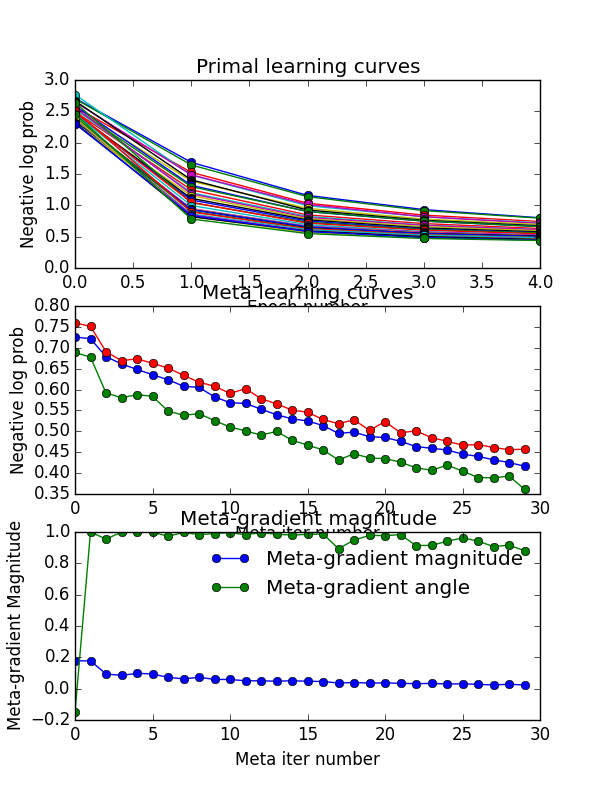 Primal learning curves
3.0
2.5
2.0
1.5
1.0
0.5
0.0
Negative log prob
0.0 0.5 1.0 1.5 2.0 2.5 3.0 3.5 4.0
Epoch number
Meta learning curves
0.80
0.75
0.70
0.65
0.60
0.55
0.50
0.45
0.40
0.35
Negative log prob
0 5 10 15 20 25 30
Meta iter number
Meta-gradient magnitude
1.0
0.8
0.6
0.4
0.2
0.0
−0.2
Meta-gradient Magnitude
Meta-gradient magnitude
Meta-gradient angle
0 5 10 15 20 25 30
Meta iter number